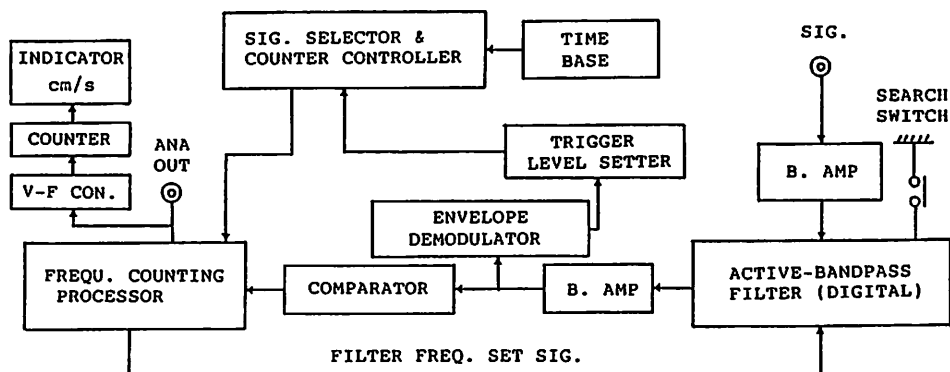 SIG. SELECTOR &
COUNTER CONTROLLER
TIME
BASE
SIG.
INDICATOR
cm/s
SEARCH
SWITCH
COUNTER
ANA
OUT
TRIGGER
LEVEL SETTER
B. AMP
V-F CON.
ENVELOPE
DEMODULATOR
FREQU. COUNTING
PROCESSOR
COMPARATOR
B. AMP
ACTIVE-BANDPASS
FILTER (DIGITAL)
FILTER FREQ. SET SIG.